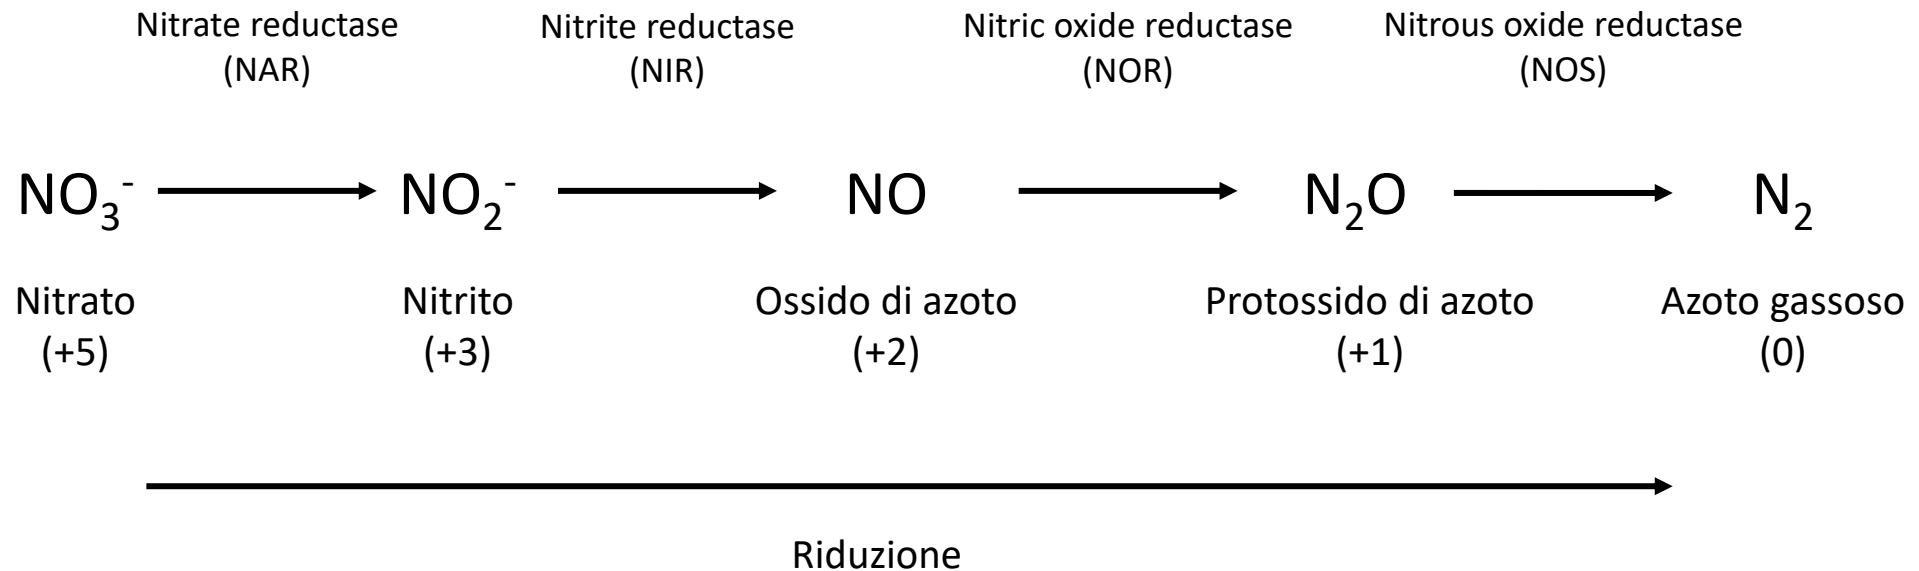 Nitrate reductase
(NAR)
Nitrite reductase
(NIR)
Nitric oxide reductase
(NOR)
Nitrous oxide reductase
(NOS)
NO₃⁻
NO₂⁻
NO
N₂O
N₂
Nitrato
(+5)
Nitrito
(+3)
Ossido di azoto
(+2)
Protossido di azoto
(+1)
Azoto gassoso
(0)
Riduzione